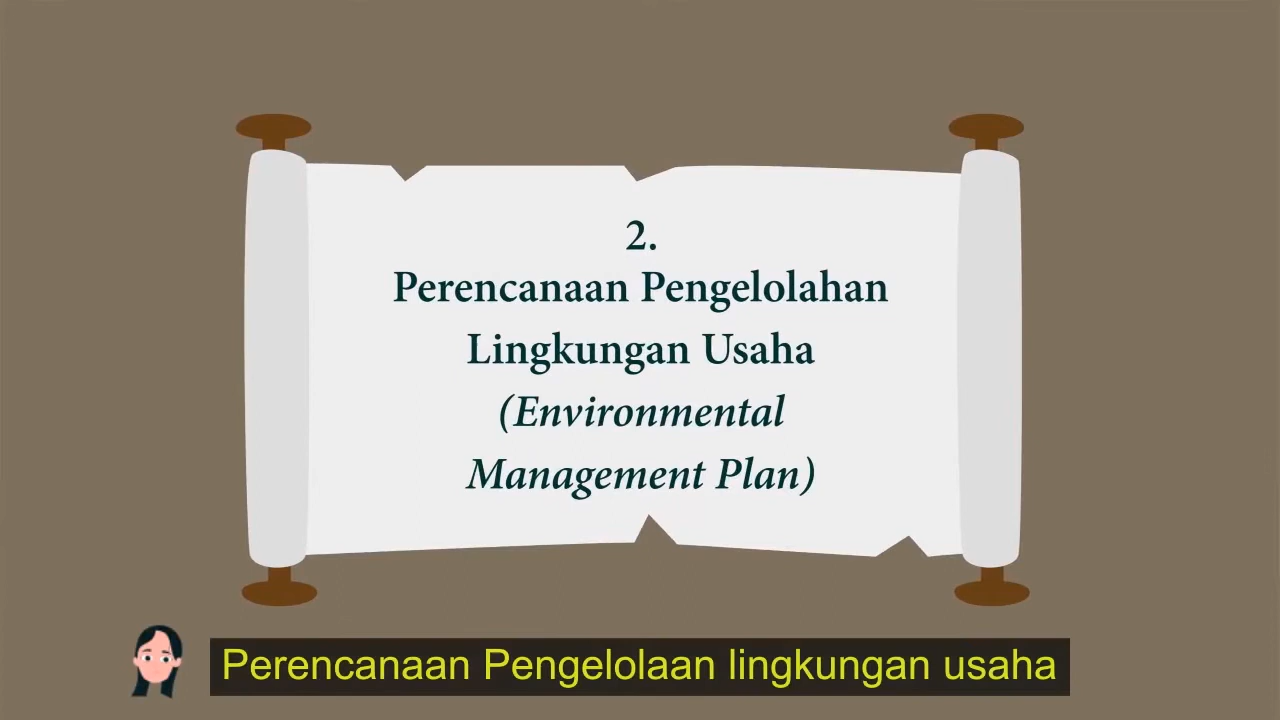 2.
Perencanaan Pengelolahan
Lingkungan Usaha
(Environmental
Management Plan)
Perencanaan Pengelolaan lingkungan usaha